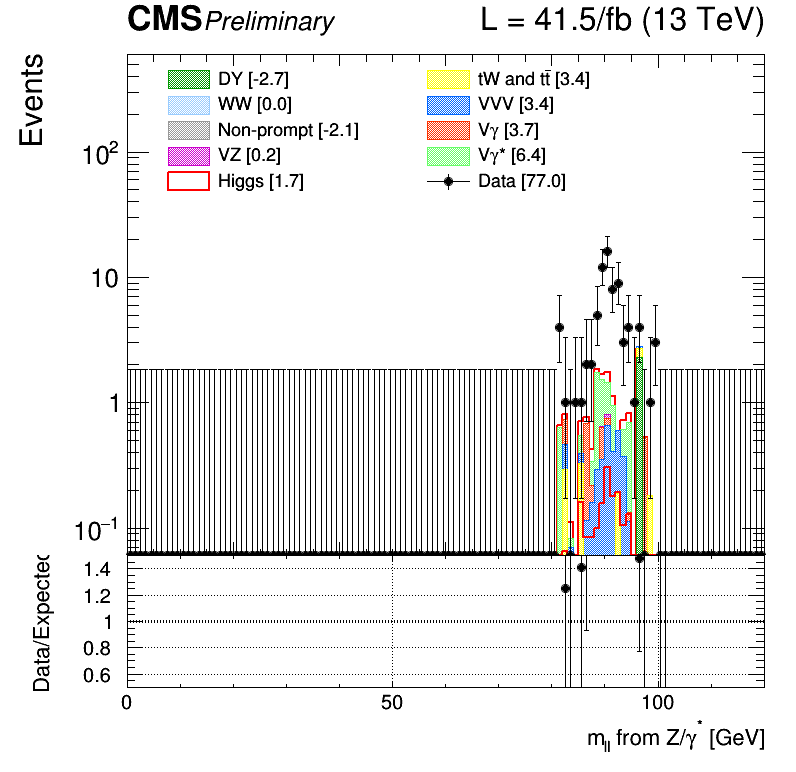 CMS Preliminary L = 41.5/fb (13 TeV)
Events
DY [-2.7]
WW [0.0]
Non-prompt [-2.1]
VZ [0.2]
Higgs [1.7]
tW and tt̄ [3.4]
VVV [3.4]
Vγ [3.7]
Vγ* [6.4]
Data [77.0]
10²
10
1
10⁻¹
Data/Expected
1.4
1.2
1
0.8
0.6
0 50 100
m_ll from Z/γ* [GeV]